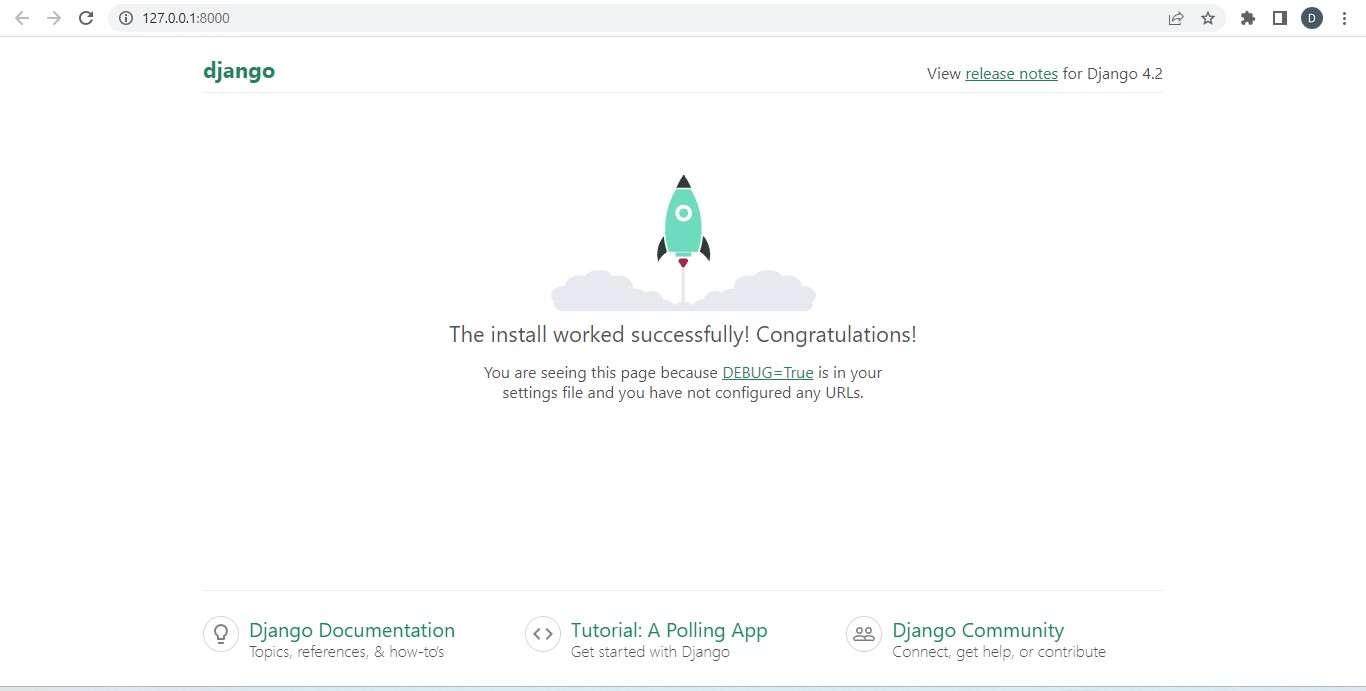 127.0.0.1:8000
D
django
View release notes for Django 4.2
The install worked successfully! Congratulations!
You are seeing this page because DEBUG=True is in your
settings file and you have not configured any URLs.
Django Documentation
Topics, references, & how-to's
Tutorial: A Polling App
Get started with Django
Django Community
Connect, get help, or contribute